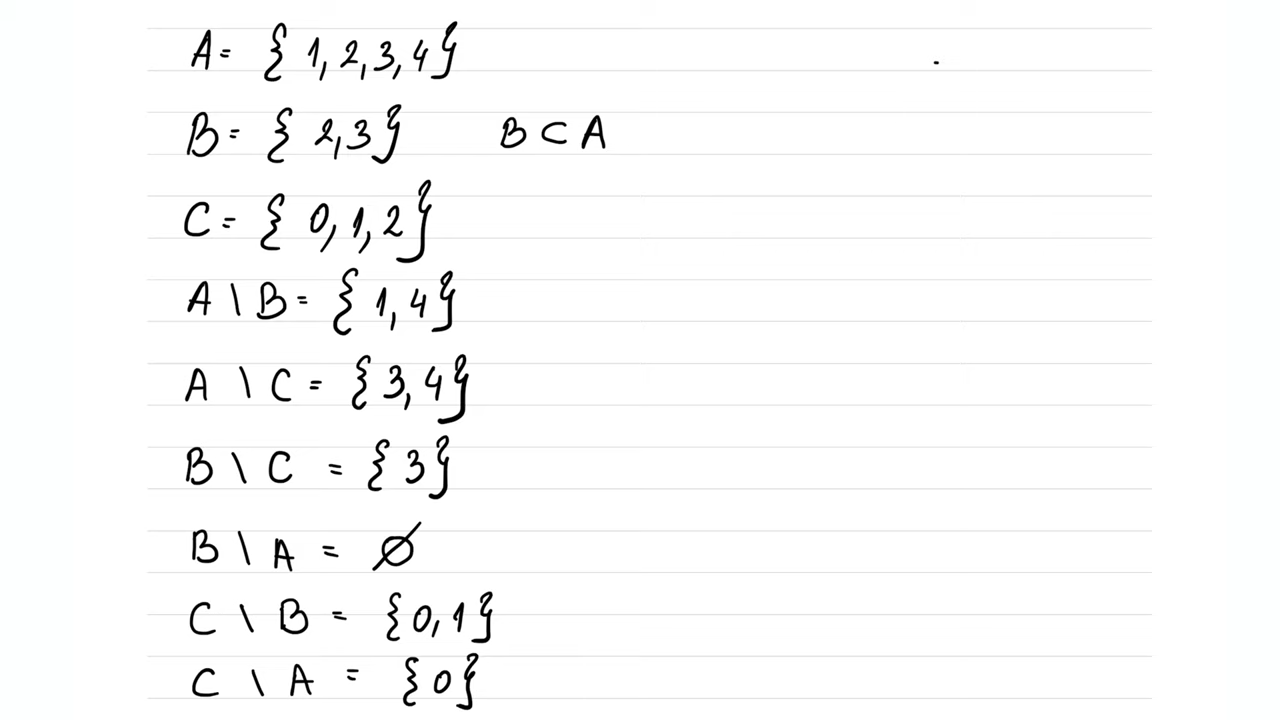 A = { 1, 2, 3, 4 }
B = { 2, 3 } B ⊂ A
C = { 0, 1, 2 }
A \ B = { 1, 4 }
A \ C = { 3, 4 }
B \ C = { 3 }
B \ A = ∅
C \ B = { 0, 1 }
C \ A = { 0 }